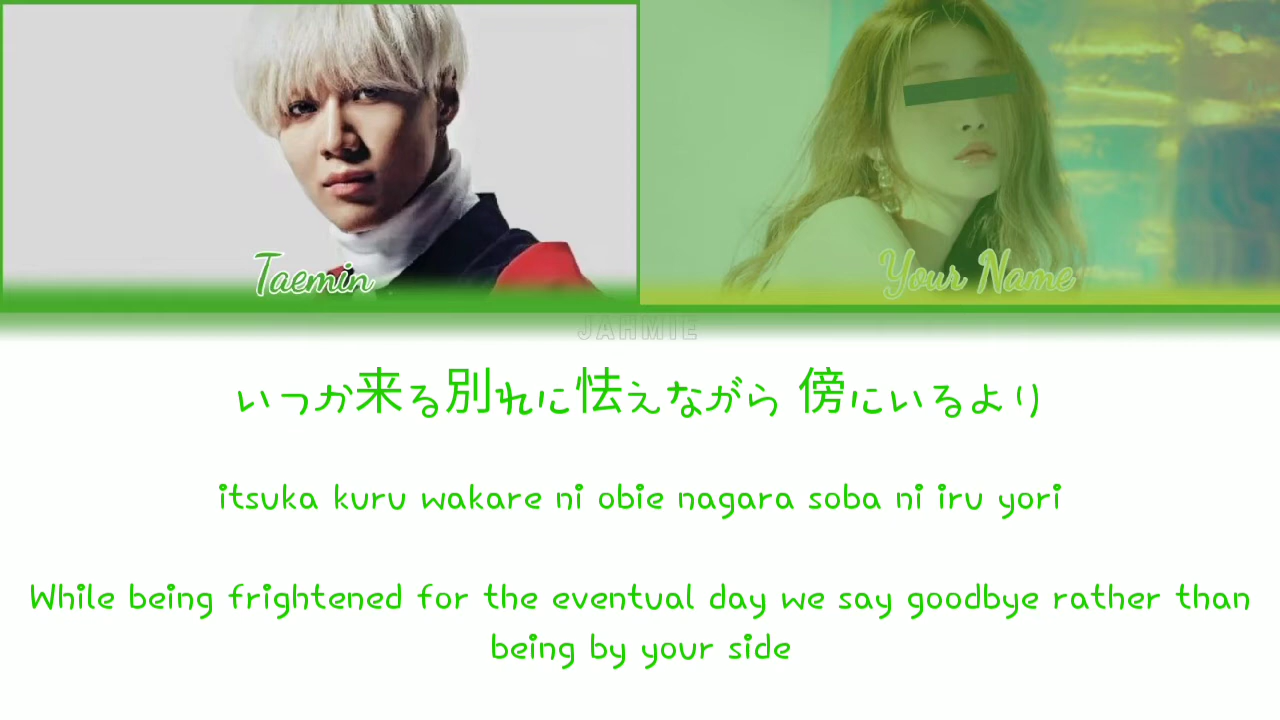 Taemin
Your Name
JAHMIE
いつか来る別れに怯えながら 傍にいるより
itsuka kuru wakare ni obie nagara soba ni iru yori
While being frightened for the eventual day we say goodbye rather than
being by your side